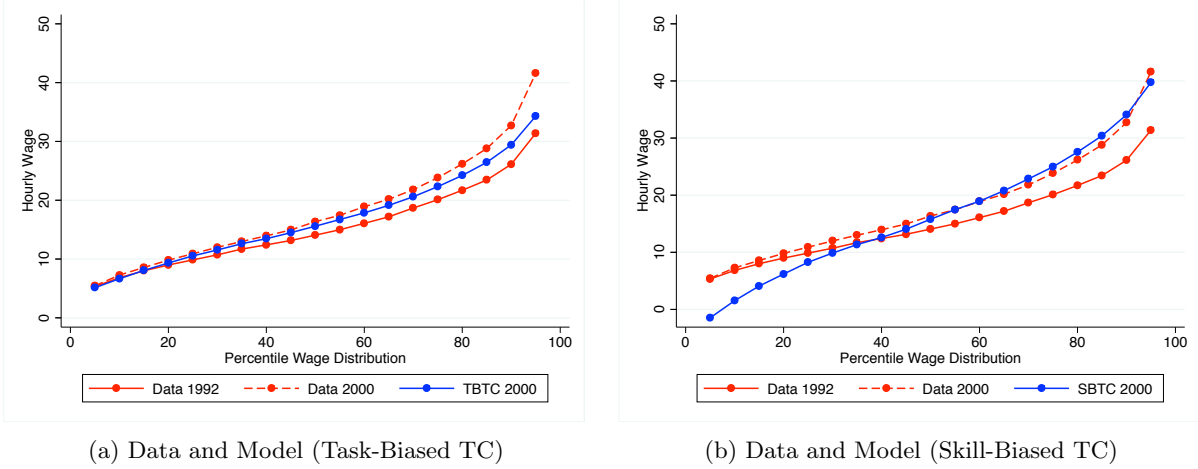 50
40
30
20
10
0
Hourly Wage
0 20 40 60 80 100
Percentile Wage Distribution
Data 1992 Data 2000 TBTC 2000
(a) Data and Model (Task-Biased TC)
50
40
30
20
10
0
Hourly Wage
0 20 40 60 80 100
Percentile Wage Distribution
Data 1992 Data 2000 SBTC 2000
(b) Data and Model (Skill-Biased TC)